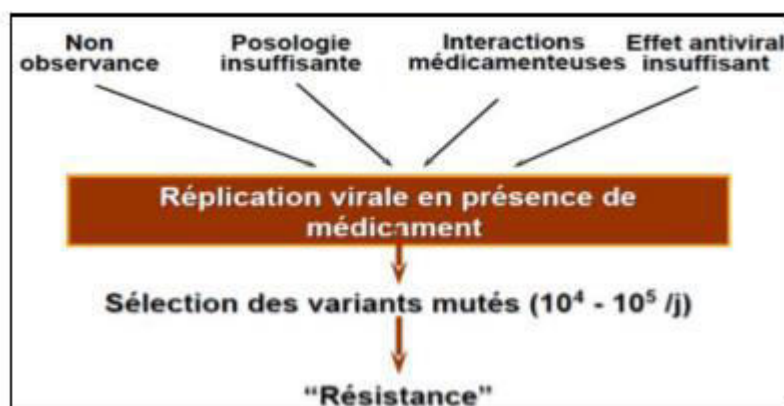 Non observance
Posologie insuffisante
Interactions médicamenteuses
Effet antiviral insuffisant
Réplication virale en présence de
médicament
Sélection des variants mutés (10⁴ - 10⁵ /j)
“Résistance”